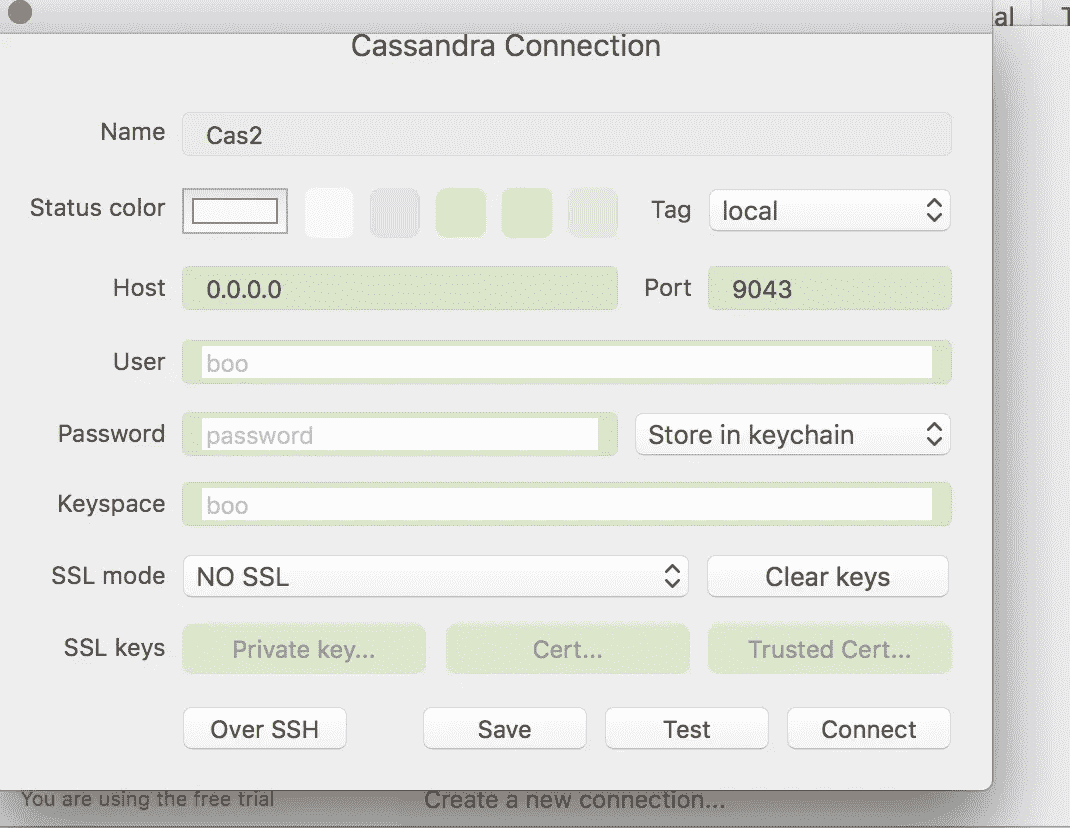 al
Cassandra Connection
Name Cas2
Status color Tag local
Host 0.0.0.0 Port 9043
User boo
Password password Store in keychain
Keyspace boo
SSL mode NO SSL Clear keys
SSL keys Private key... Cert... Trusted Cert...
Over SSH Save Test Connect
You are using the free trial Create a new connection...